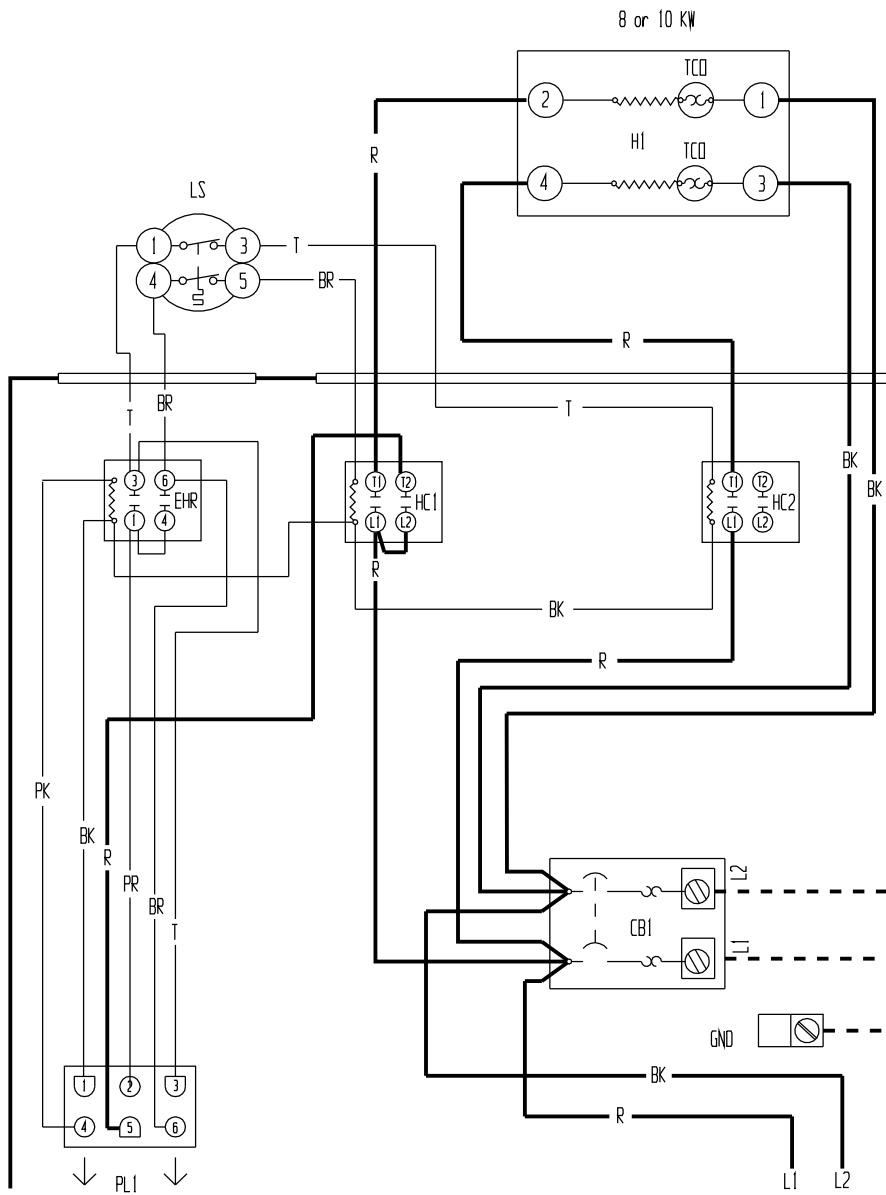 8 or 10 KW
TCO
2
1
R
H1
TCO
4
3
LS
1
3
T
4
5
BR
R
T
BR
T
BK
BK
3
6
EHR
1
4
T1
T2
HC1
L1
L2
T1
T2
HC2
L1
L2
R
BK
R
PK
BK
R
PR
BR
T
L2
CB1
L1
GND
1
2
3
BK
4
5
6
R
PL1
L1
L2